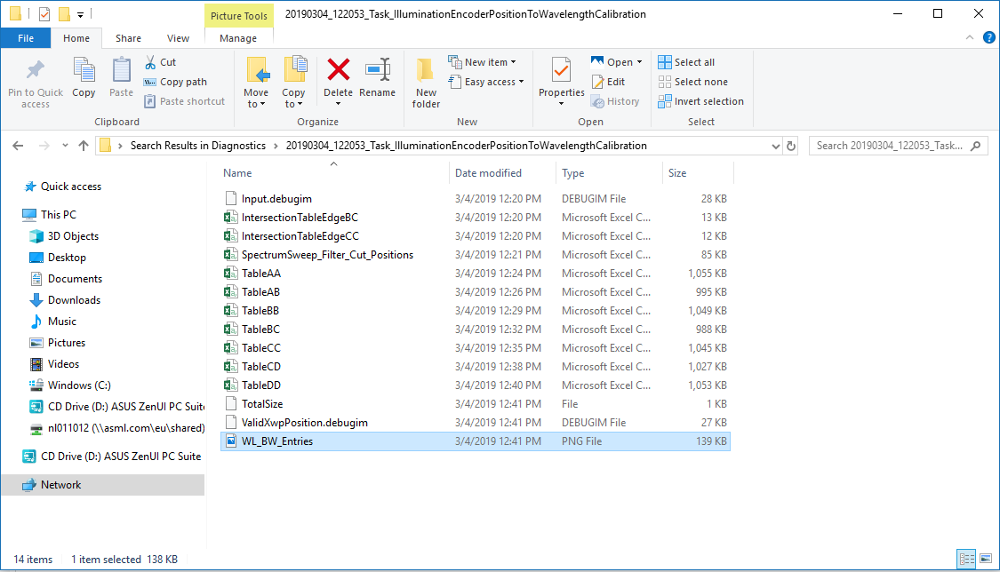 Picture Tools 20190304_122053_Task_IlluminationEncoderPositionToWavelengthCalibration
File Home Share View Manage
Pin to Quick access
Copy
Paste
Cut
Copy path
Paste shortcut
Clipboard
Move to
Copy to
Delete
Rename
Organize
New folder
New item
Easy access
New
Properties
Open
Edit
History
Open
Select all
Select none
Invert selection
Select
Search Results in Diagnostics 20190304_122053_Task_IlluminationEncoderPositionToWavelengthCalibration
Search 20190304_122053_Task...
Quick access
This PC
3D Objects
Desktop
Documents
Downloads
Music
Pictures
Videos
Windows (C:)
CD Drive (D:) ASUS ZenUI PC Suite
nl011012 (\\asml.com\eu\shared)
CD Drive (D:) ASUS ZenUI PC Suite
Network
Name Date modified Type Size
Input.debugim 3/4/2019 12:20 PM DEBUGIM File 28 KB
IntersectionTableEdgeBC 3/4/2019 12:20 PM Microsoft Excel C... 13 KB
IntersectionTableEdgeCC 3/4/2019 12:20 PM Microsoft Excel C... 12 KB
SpectrumSweep_Filter_Cut_Positions 3/4/2019 12:21 PM Microsoft Excel C... 85 KB
TableAA 3/4/2019 12:24 PM Microsoft Excel C... 1,055 KB
TableAB 3/4/2019 12:26 PM Microsoft Excel C... 995 KB
TableBB 3/4/2019 12:29 PM Microsoft Excel C... 1,049 KB
TableBC 3/4/2019 12:32 PM Microsoft Excel C... 988 KB
TableCC 3/4/2019 12:35 PM Microsoft Excel C... 1,045 KB
TableCD 3/4/2019 12:38 PM Microsoft Excel C... 1,027 KB
TableDD 3/4/2019 12:40 PM Microsoft Excel C... 1,053 KB
TotalSize 3/4/2019 12:41 PM File 1 KB
ValidXwpPosition.debugim 3/4/2019 12:41 PM DEBUGIM File 27 KB
WL_BW_Entries 3/4/2019 12:41 PM PNG File 139 KB
14 items 1 item selected 138 KB